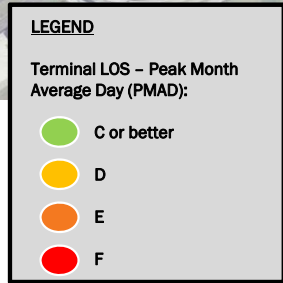 LEGEND
Terminal LOS – Peak Month
Average Day (PMAD):
C or better
D
E
F